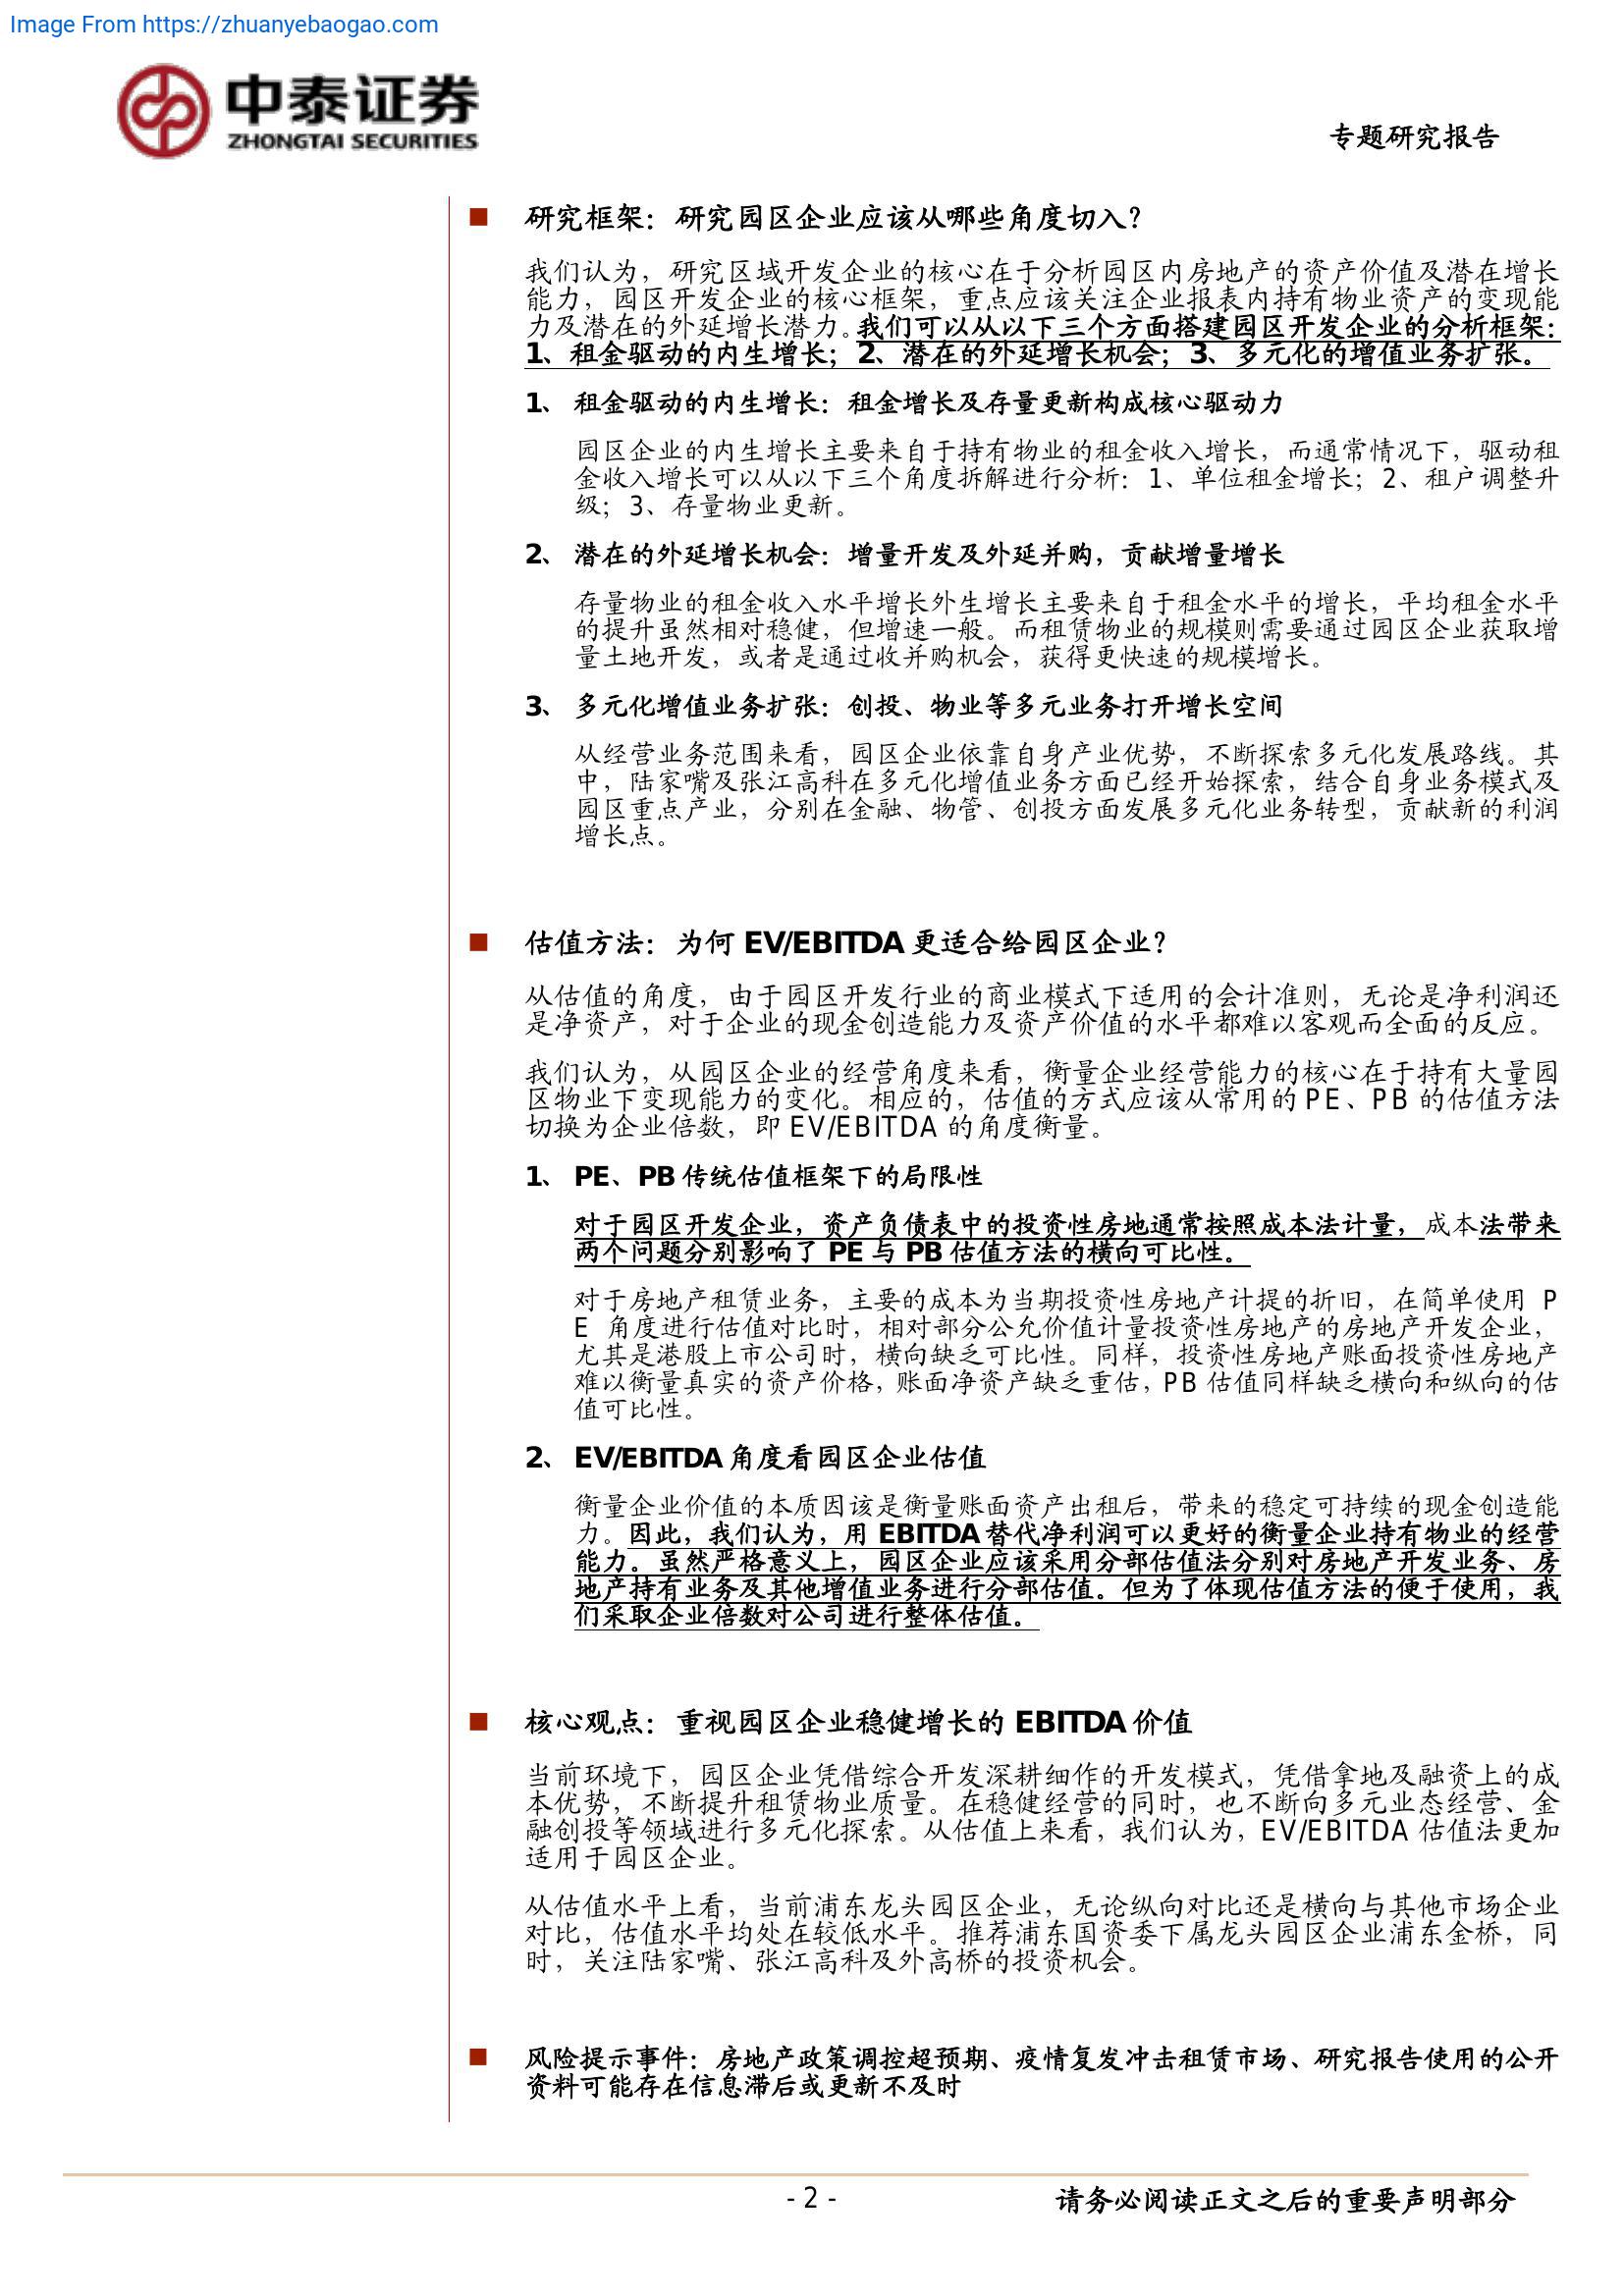 Image From https://zhuanyebaogao.com
中泰证券
ZHONGTAI SECURITIES
专题研究报告
■ 研究框架：研究园区企业应该从哪些角度切入？
我们认为，研究区域开发企业的核心在于分析园区内房地产的资产价值及潜在增长
能力，园区开发企业的核心框架，重点应该关注企业报表内持有物业资产的变现能
力及潜在的外延增长潜力。我们可以从以下三个方面搭建园区开发企业的分析框架：
1、租金驱动的内生增长；2、潜在的外延增长机会；3、多元化的增值业务扩张。
1、 租金驱动的内生增长：租金增长及存量更新构成核心驱动力
园区企业的内生增长主要来自于持有物业的租金收入增长，而通常情况下，驱动租
金收入增长可以从以下三个角度拆解进行分析：1、单位租金增长；2、租户调整升
级；3、存量物业更新。
2、 潜在的外延增长机会：增量开发及外延并购，贡献增量增长
存量物业的租金收入水平增长外生增长主要来自于租金水平的增长，平均租金水平
的提升虽然相对稳健，但增速一般。而租赁物业的规模则需要通过园区企业获取增
量土地开发，或者是通过收并购机会，获得更快速的规模增长。
3、 多元化增值业务扩张：创投、物业等多元业务打开增长空间
从经营业务范围来看，园区企业依靠自身产业优势，不断探索多元化发展路线。其
中，陆家嘴及张江高科在多元化增值业务方面已经开始探索，结合自身业务模式及
园区重点产业，分别在金融、物管、创投方面发展多元化业务转型，贡献新的利润
增长点。
■ 估值方法：为何 EV/EBITDA 更适合给园区企业？
从估值的角度，由于园区开发行业的商业模式下适用的会计准则，无论是净利润还
是净资产，对于企业的现金创造能力及资产价值的水平都难以客观而全面的反应。
我们认为，从园区企业的经营角度来看，衡量企业经营能力的核心在于持有大量园
区物业下变现能力的变化。相应的，估值的方式应该从常用的 PE、PB 的估值方法
切换为企业倍数，即 EV/EBITDA 的角度衡量。
1、 PE、PB 传统估值框架下的局限性
对于园区开发企业，资产负债表中的投资性房地通常按照成本法计量，成本法带来
两个问题分别影响了 PE 与 PB 估值方法的横向可比性。
对于房地产租赁业务，主要的成本为当期投资性房地产计提的折旧，在简单使用 P
E 角度进行估值对比时，相对部分公允价值计量投资性房地产的房地产开发企业，
尤其是港股上市公司时，横向缺乏可比性。同样，投资性房地产账面投资性房地产
难以衡量真实的资产价格，账面净资产缺乏重估，PB 估值同样缺乏横向和纵向的估
值可比性。
2、 EV/EBITDA 角度看园区企业估值
衡量企业价值的本质因该是衡量账面资产出租后，带来的稳定可持续的现金创造能
力。因此，我们认为，用 EBITDA 替代净利润可以更好的衡量企业持有物业的经营
能力。虽然严格意义上，园区企业应该采用分部估值法分别对房地产开发业务、房
地产持有业务及其他增值业务进行分部估值。但为了体现估值方法的便于使用，我
们采取企业倍数对公司进行整体估值。
■ 核心观点：重视园区企业稳健增长的 EBITDA 价值
当前环境下，园区企业凭借综合开发深耕细作的开发模式，凭借拿地及融资上的成
本优势，不断提升租赁物业质量。在稳健经营的同时，也不断向多元业态经营、金
融创投等领域进行多元化探索。从估值上来看，我们认为，EV/EBITDA 估值法更加
适用于园区企业。
从估值水平上看，当前浦东龙头园区企业，无论纵向对比还是横向与其他市场企业
对比，估值水平均处在较低水平。推荐浦东国资委下属龙头园区企业浦东金桥，同
时，关注陆家嘴、张江高科及外高桥的投资机会。
■ 风险提示事件：房地产政策调控超预期、疫情复发冲击租赁市场、研究报告使用的公开
资料可能存在信息滞后或更新不及时
- 2 -
请务必阅读正文之后的重要声明部分